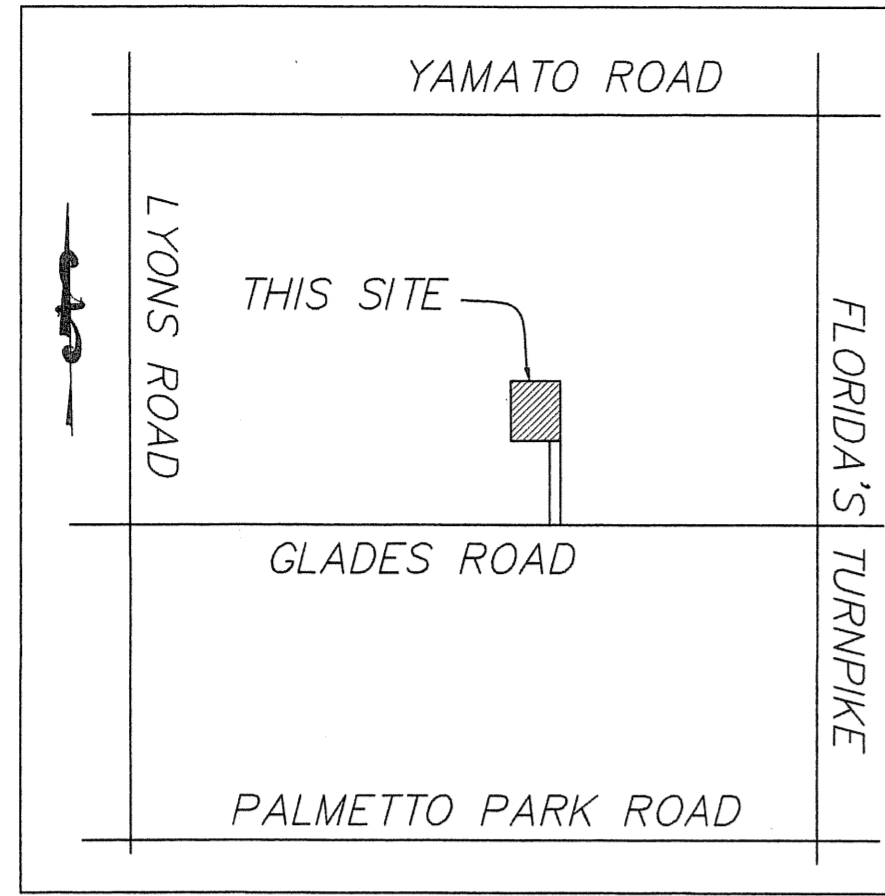 YAMATO ROAD
LYONS ROAD
THIS SITE
FLORIDA'S TURNPIKE
GLADES ROAD
PALMETTO PARK ROAD